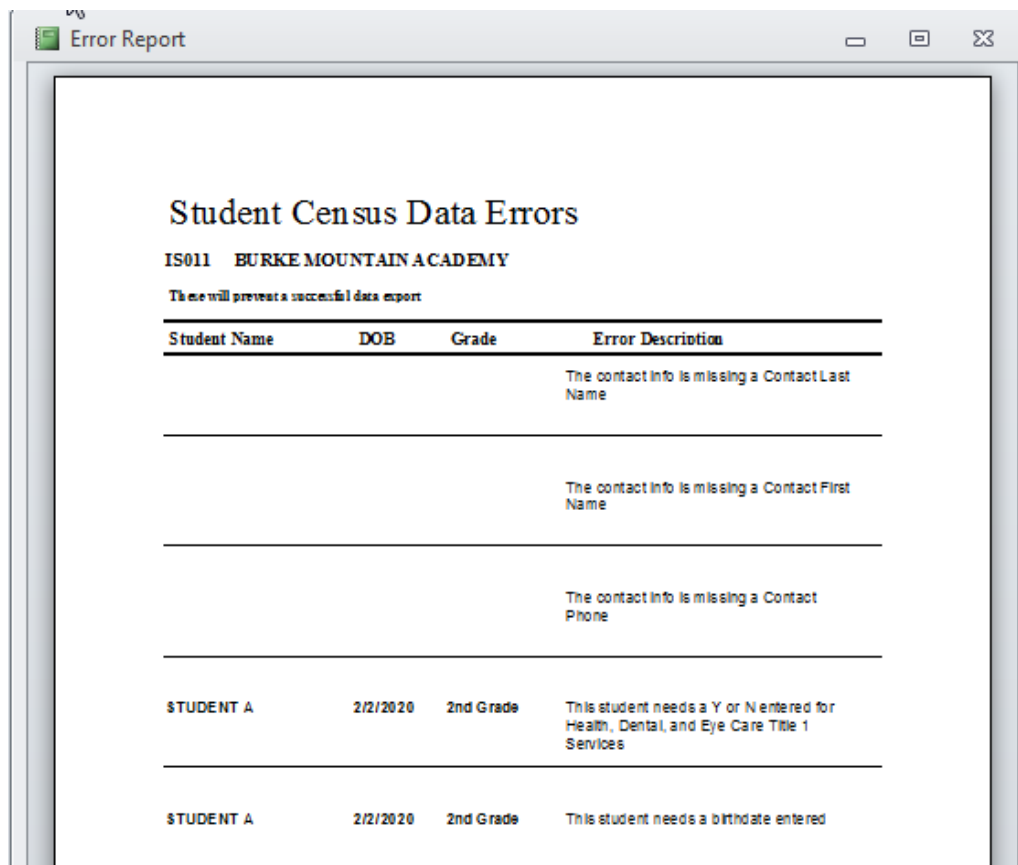 Error Report
Student Census Data Errors
IS011 BURKE MOUNTAIN ACADEMY
These will prevent a successful data export
Student Name DOB Grade Error Description
The contact info is missing a Contact Last
Name
The contact info is missing a Contact First
Name
The contact info is missing a Contact
Phone
STUDENT A 2/2/2020 2nd Grade This student needs a Y or N entered for
Health, Dental, and Eye Care Title 1
Services
STUDENT A 2/2/2020 2nd Grade This student needs a birthdate entered